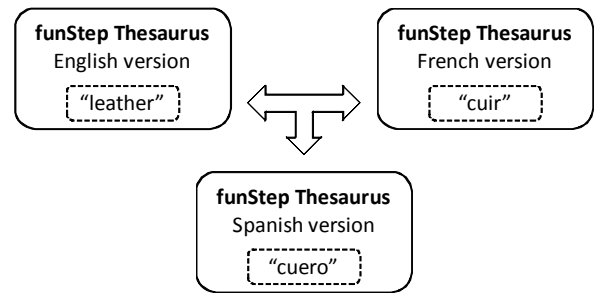 funStep Thesaurus
English version
“leather”
funStep Thesaurus
French version
“cuir”
funStep Thesaurus
Spanish version
“cuero”